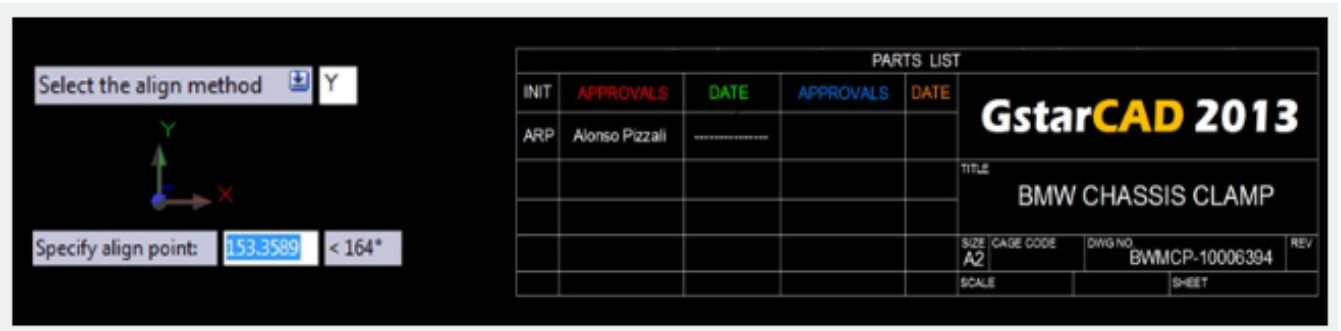 Select the align method Y
Y
X
Specify align point: 153.3589 < 164°
PARTS LIST
INIT APPROVALS DATE APPROVALS DATE
GstarCAD 2013
ARP Alonso Pizzali ----------------
TITLE
BMW CHASSIS CLAMP
SIZE CAGE CODE DWG NO. REV
A2 BWMCP-10006394
SCALE SHEET